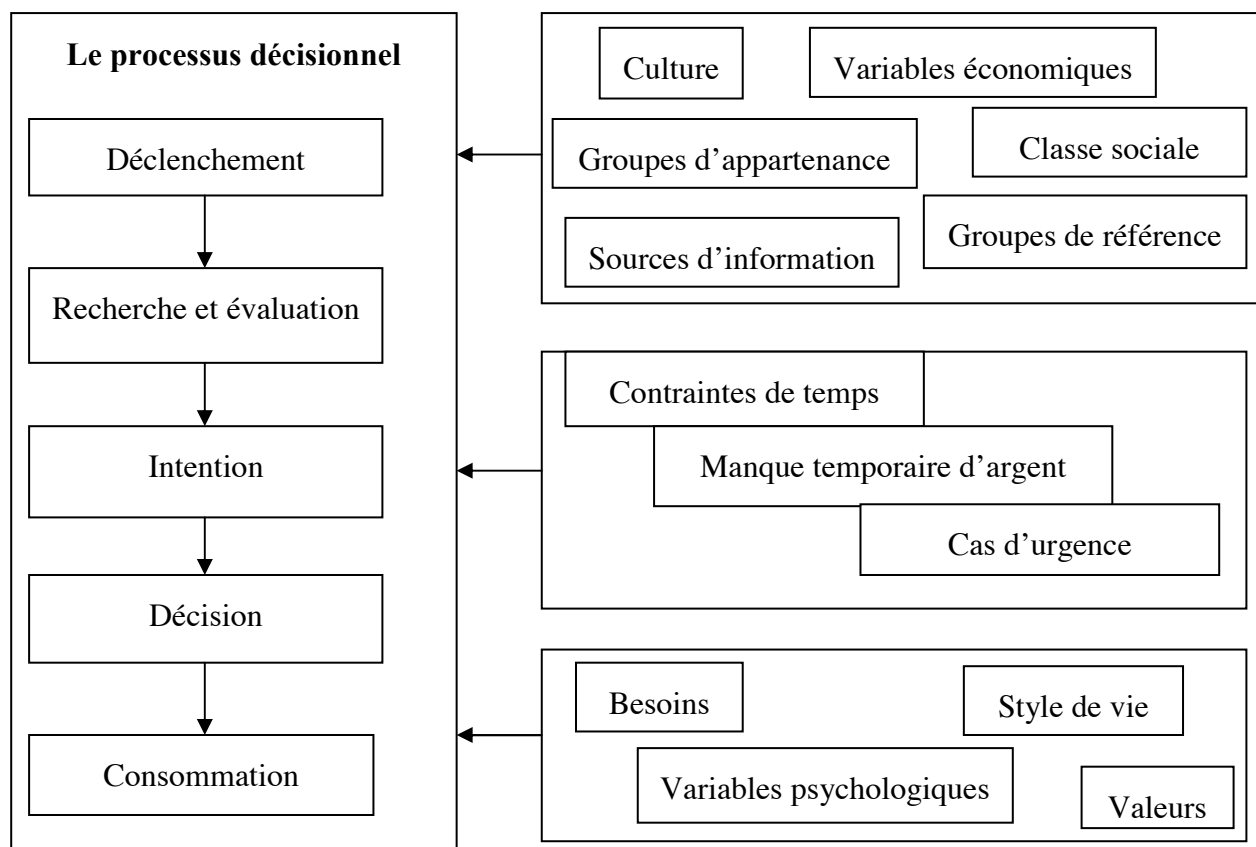 Le processus décisionnel
Déclenchement
Recherche et évaluation
Intention
Décision
Consommation
Culture
Variables économiques
Groupes d’appartenance
Classe sociale
Sources d’information
Groupes de référence
Contraintes de temps
Manque temporaire d’argent
Cas d’urgence
Besoins
Style de vie
Variables psychologiques
Valeurs